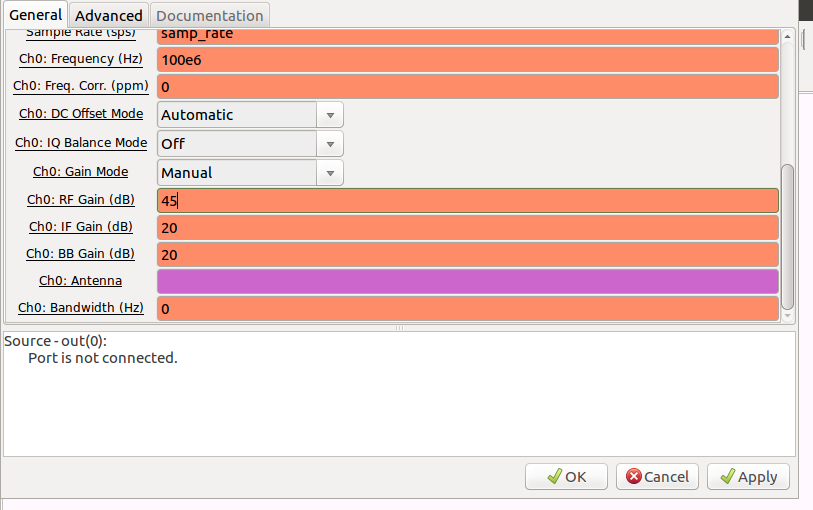 General Advanced Documentation
Sample Rate (sps) samp_rate
Ch0: Frequency (Hz) 100e6
Ch0: Freq. Corr. (ppm) 0
Ch0: DC Offset Mode Automatic
Ch0: IQ Balance Mode Off
Ch0: Gain Mode Manual
Ch0: RF Gain (dB) 45
Ch0: IF Gain (dB) 20
Ch0: BB Gain (dB) 20
Ch0: Antenna
Ch0: Bandwidth (Hz) 0
Source - out(0):
Port is not connected.
OK Cancel Apply